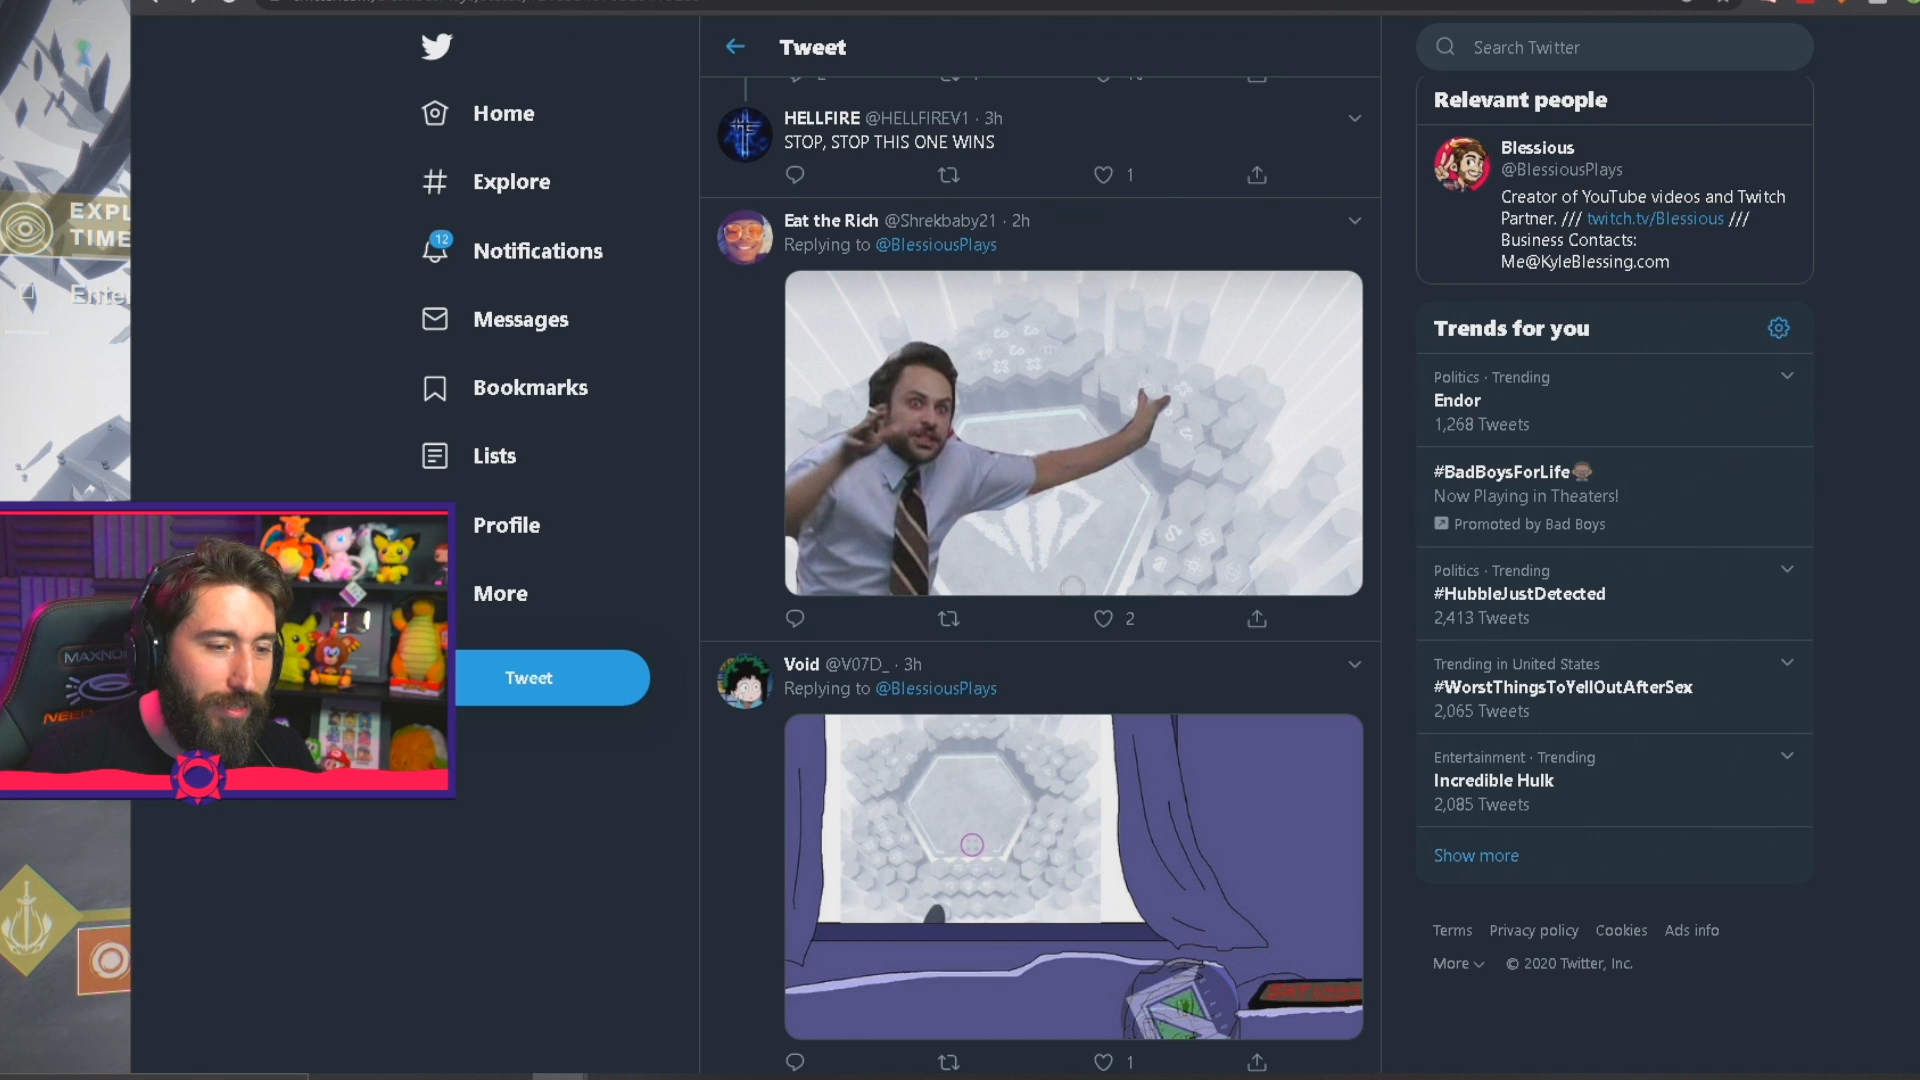 EXPL
TIME
Enter
Home
Explore
12
Notifications
Messages
Bookmarks
Lists
Profile
More
Tweet
MAXNO
NEED
Tweet
HELLFIRE @HELLFIREV1 · 3h
STOP, STOP THIS ONE WINS
1
Eat the Rich @Shrekbaby21 · 2h
Replying to @BlessiousPlays
2
Void @V07D_ · 3h
Replying to @BlessiousPlays
1
Search Twitter
Relevant people
Blessious
@BlessiousPlays
Creator of YouTube videos and Twitch
Partner. /// twitch.tv/Blessious ///
Business Contacts:
Me@KyleBlessing.com
Trends for you
Politics · Trending
Endor
1,268 Tweets
#BadBoysForLife
Now Playing in Theaters!
Promoted by Bad Boys
Politics · Trending
#HubbleJustDetected
2,413 Tweets
Trending in United States
#WorstThingsToYellOutAfterSex
2,065 Tweets
Entertainment · Trending
Incredible Hulk
2,085 Tweets
Show more
Terms Privacy policy Cookies Ads info
More © 2020 Twitter, Inc.